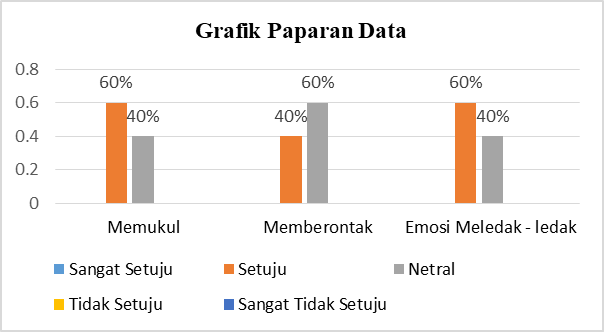 Grafik Paparan Data
0.8
0.6
0.4
0.2
0
60%
40%
40%
60%
60%
40%
Memukul
Memberontak
Emosi Meledak - ledak
Sangat Setuju
Setuju
Netral
Tidak Setuju
Sangat Tidak Setuju